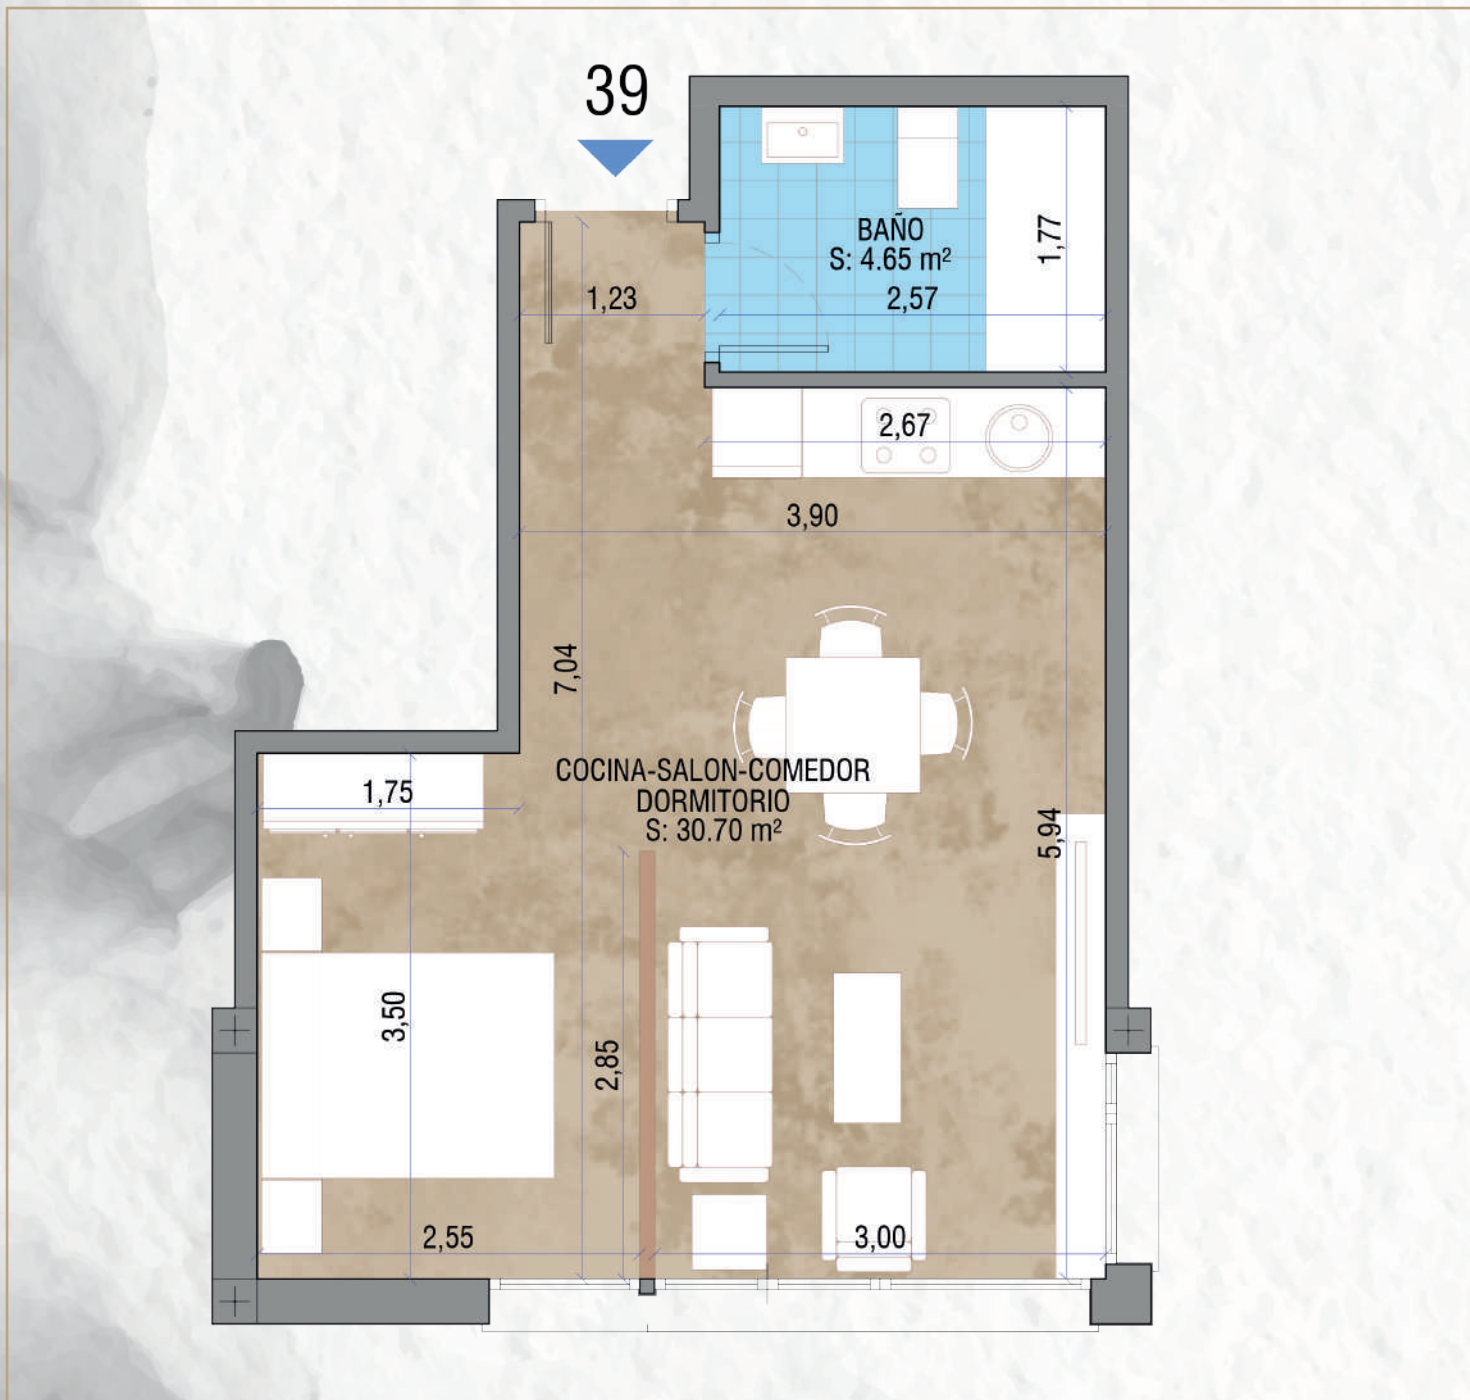 39
BAÑO
S: 4.65 m²
1,77
1,23
2,57
2,67
3,90
7,04
COCINA-SALON-COMEDOR
DORMITORIO
S: 30.70 m²
1,75
5,94
3,50
2,85
2,55
3,00